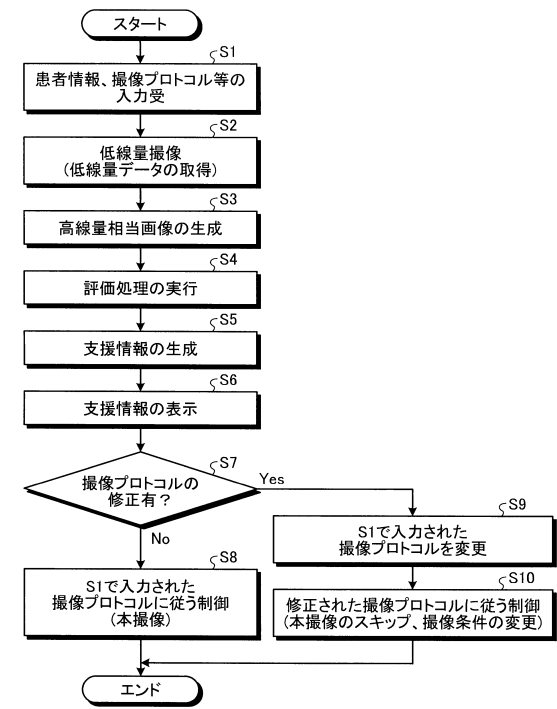 スタート
S1
患者情報、撮像プロトコル等の
入力受
S2
低線量撮像
(低線量データの取得)
S3
高線量相当画像の生成
S4
評価処理の実行
S5
支援情報の生成
S6
支援情報の表示
S7
撮像プロトコルの
修正有?
Yes
No
S8
S1で入力された
撮像プロトコルに従う制御
(本撮像)
S9
S1で入力された
撮像プロトコルを変更
S10
修正された撮像プロトコルに従う制御
(本撮像のスキップ、撮像条件の変更)
エンド